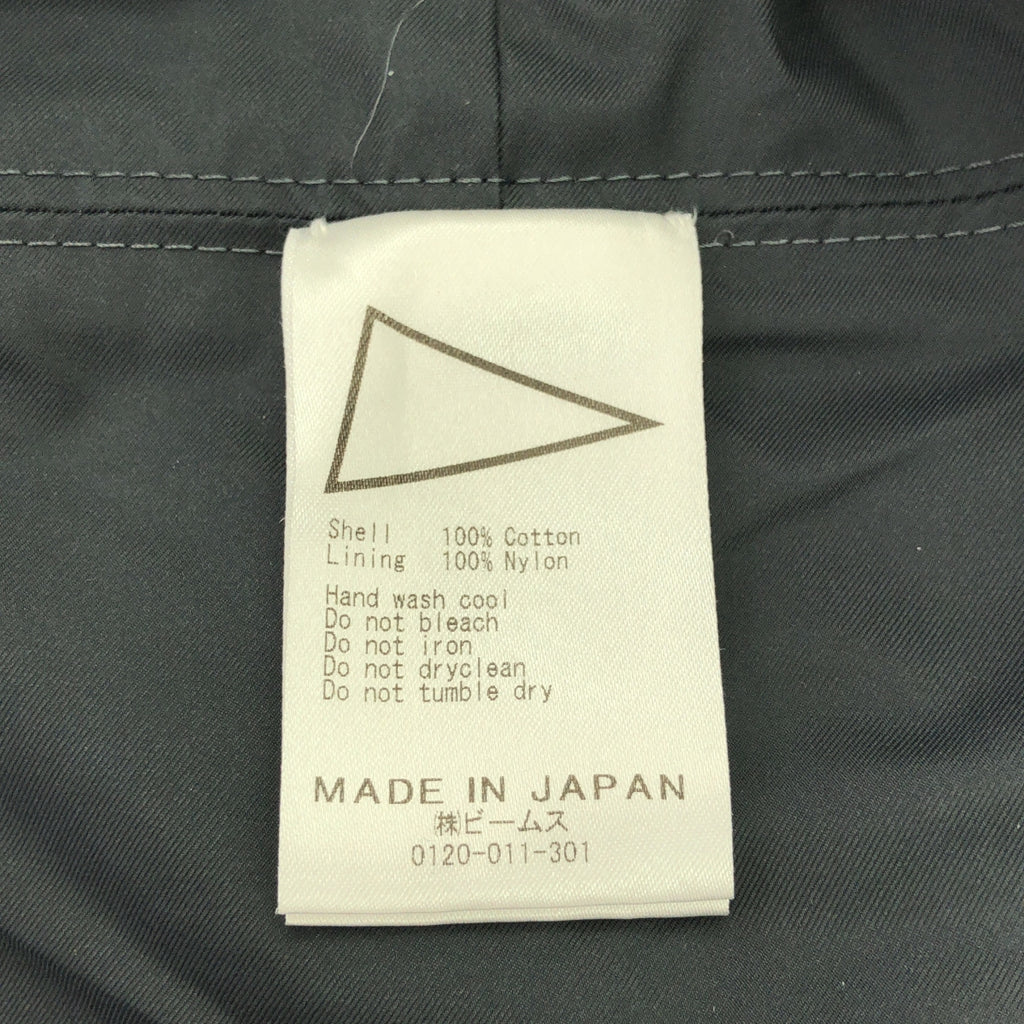 Shell 100% Cotton
Lining 100% Nylon
Hand wash cool
Do not bleach
Do not iron
Do not dryclean
Do not tumble dry
MADE IN JAPAN
㈱ビームス
0120-011-301